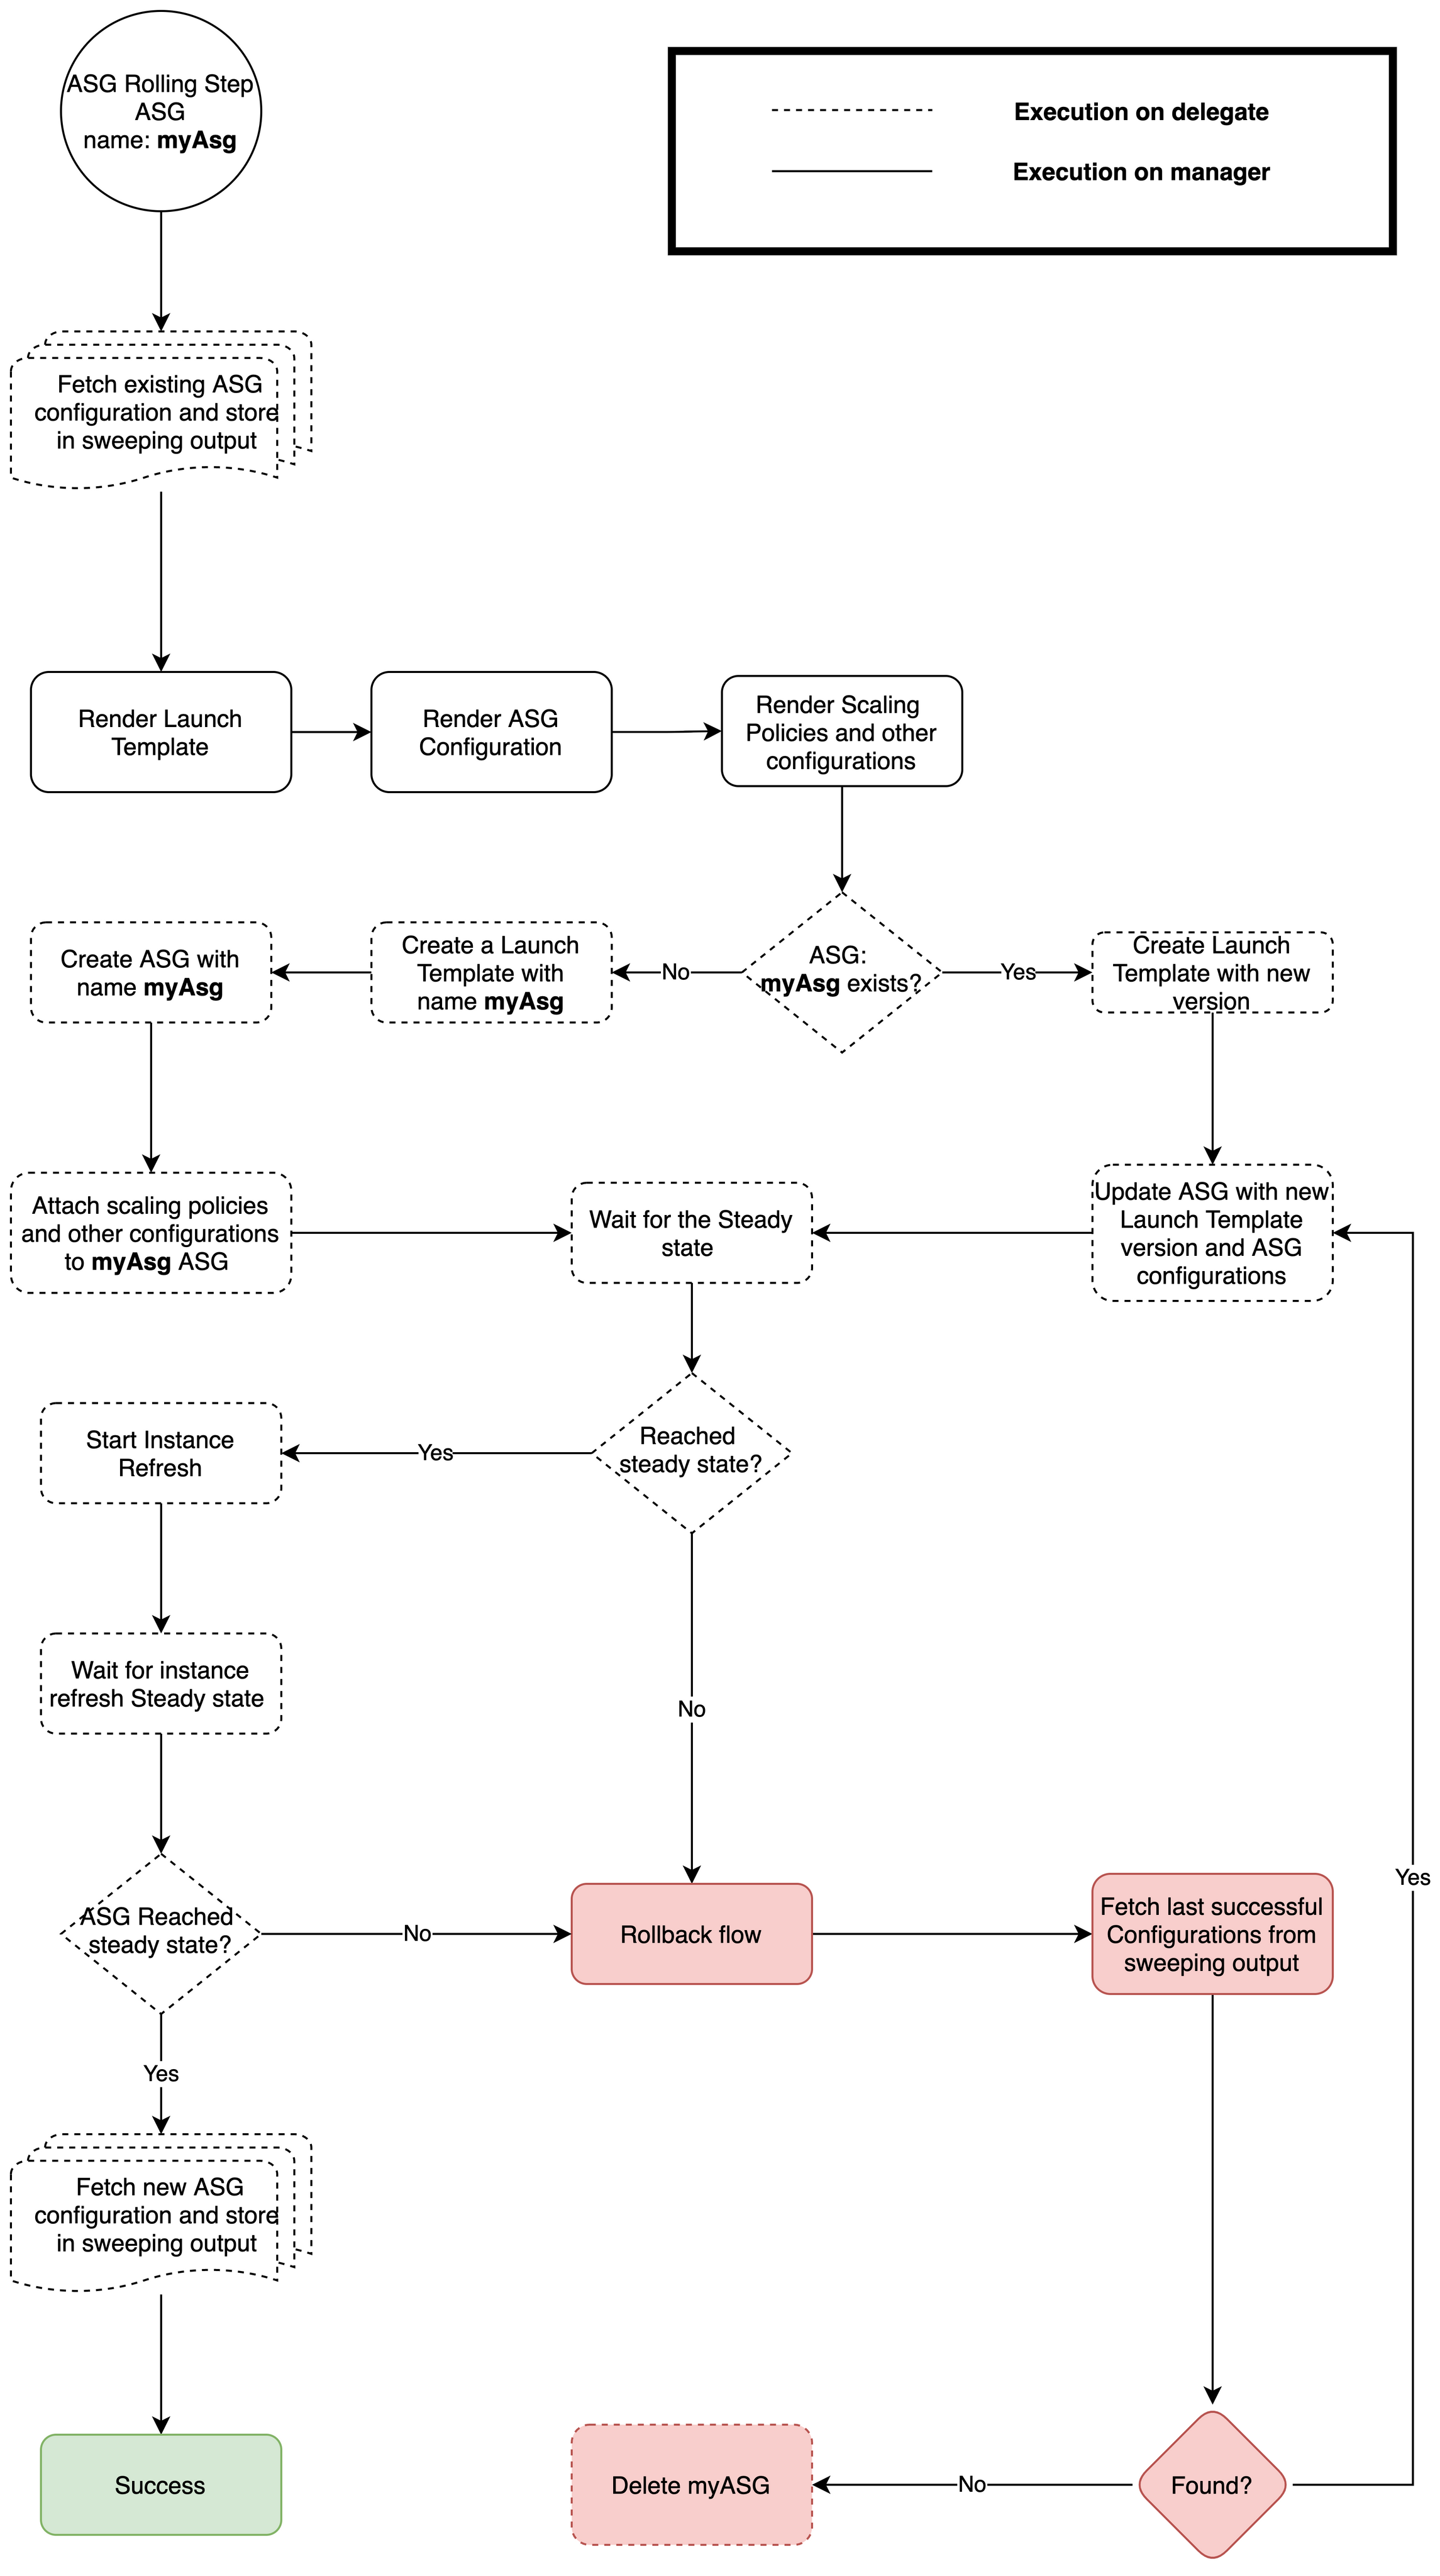 ASG Rolling Step
ASG
name: myAsg
Execution on delegate
Execution on manager
Fetch existing ASG
configuration and store
in sweeping output
Render Launch
Template
Render ASG
Configuration
Render Scaling
Policies and other
configurations
Create ASG with
name myAsg
Create a Launch
Template with
name myAsg
No
ASG:
myAsg exists?
Yes
Create Launch
Template with new
version
Attach scaling policies
and other configurations
to myAsg ASG
Wait for the Steady
state
Update ASG with new
Launch Template
version and ASG
configurations
Start Instance
Refresh
Yes
Reached
steady state?
Wait for instance
refresh Steady state
No
Yes
ASG Reached
steady state?
No
Rollback flow
Fetch last successful
Configurations from
sweeping output
Yes
Fetch new ASG
configuration and store
in sweeping output
Success
Delete myASG
No
Found?